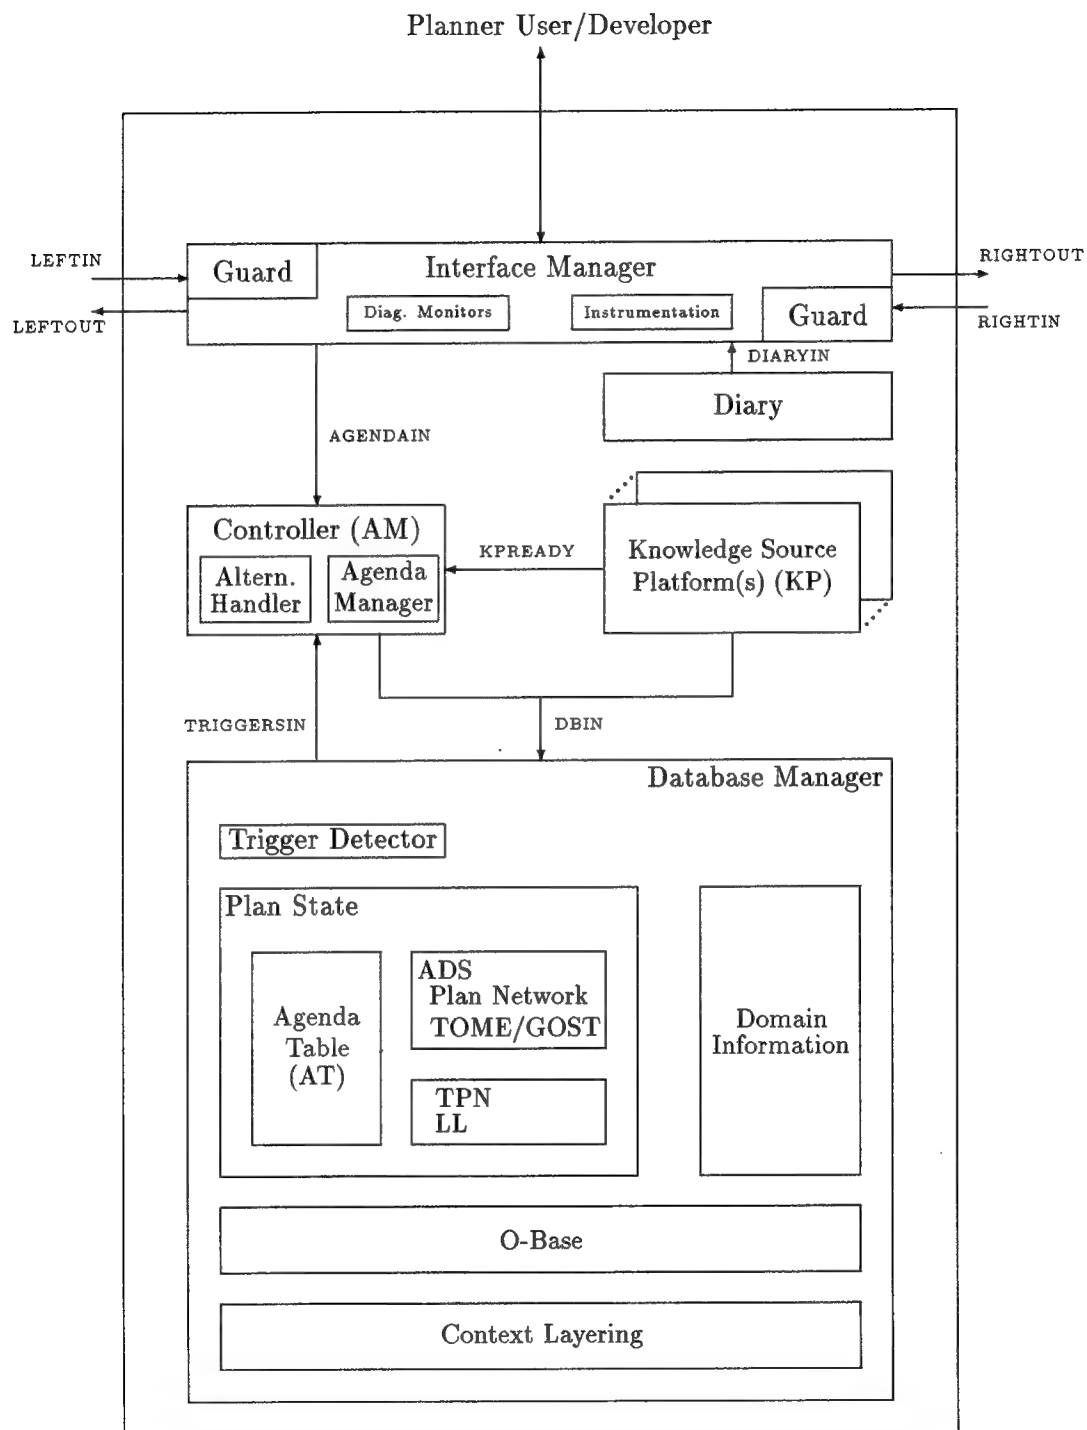 Planner User/Developer
LEFTIN
Guard
Interface Manager
RIGHTOUT
LEFTOUT
Diag. Monitors
Instrumentation
Guard
RIGHTIN
DIARYIN
Diary
AGENDAIN
Controller (AM)
Altern.
Handler
Agenda
Manager
KPREADY
Knowledge Source
Platform(s) (KP)
TRIGGERSIN
DBIN
Database Manager
Trigger Detector
Plan State
Agenda
Table
(AT)
ADS
Plan Network
TOME/GOST
TPN
LL
Domain
Information
O-Base
Context Layering